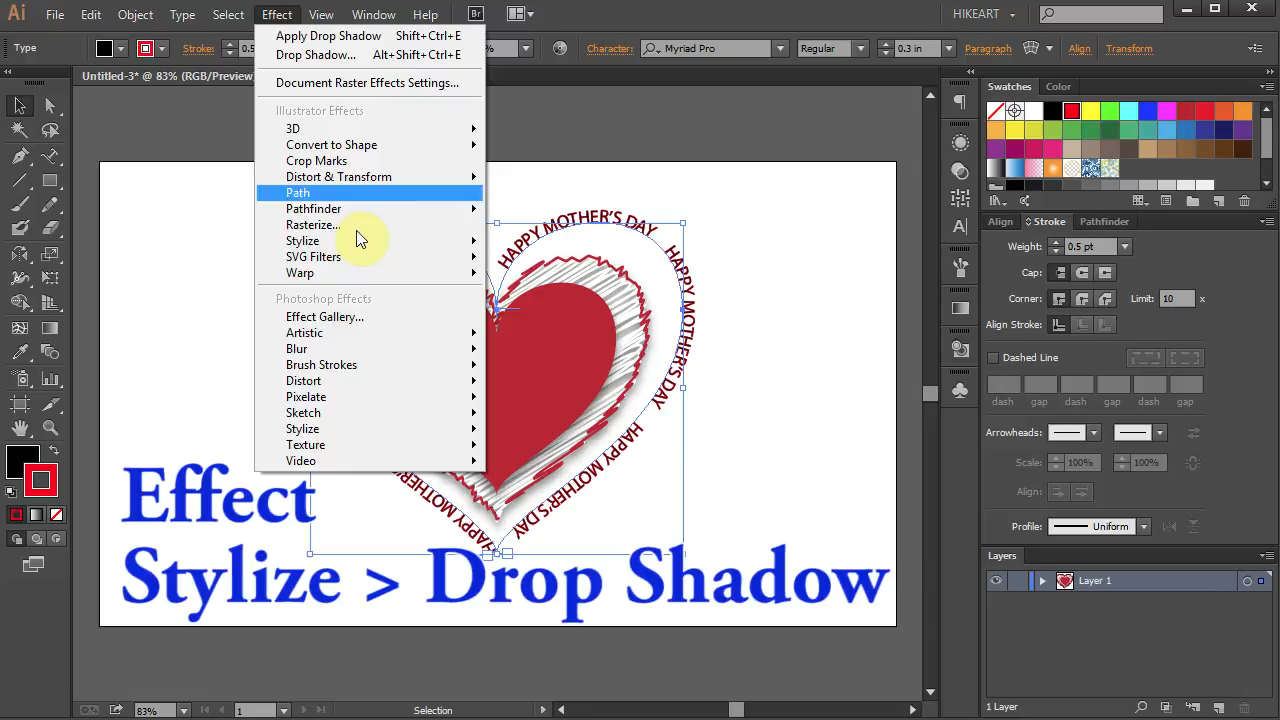 Ai File Edit Object Type Select Effect View Window Help Br HIKEART
Type Stroke: 0.5 % Character: Myriad Pro Regular 0.3 in Paragraph Align Transform
Untitled-3* @ 83% (RGB/Preview)
Apply Drop Shadow Shift+Ctrl+E
Drop Shadow... Alt+Shift+Ctrl+E
Document Raster Effects Settings...
Illustrator Effects
3D
Convert to Shape
Crop Marks
Distort & Transform
Path
Pathfinder
Rasterize...
Stylize
SVG Filters
Warp
Photoshop Effects
Effect Gallery...
Artistic
Blur
Brush Strokes
Distort
Pixelate
Sketch
Stylize
Texture
Video
HAPPY MOTHER'S DAY
HAPPY MOTHER'S DAY
HAPPY MOTHER'S DAY
HAPPY MOTHER'S DAY
Effect
Stylize > Drop Shadow
Swatches Color
Align Stroke Pathfinder
Weight: 0.5 pt
Cap:
Corner: Limit: 10 x
Align Stroke:
Dashed Line
dash gap dash gap dash gap
Arrowheads:
Scale: 100% 100%
Align:
Profile: Uniform
Layers
Layer 1
1 Layer
83% 1 Selection